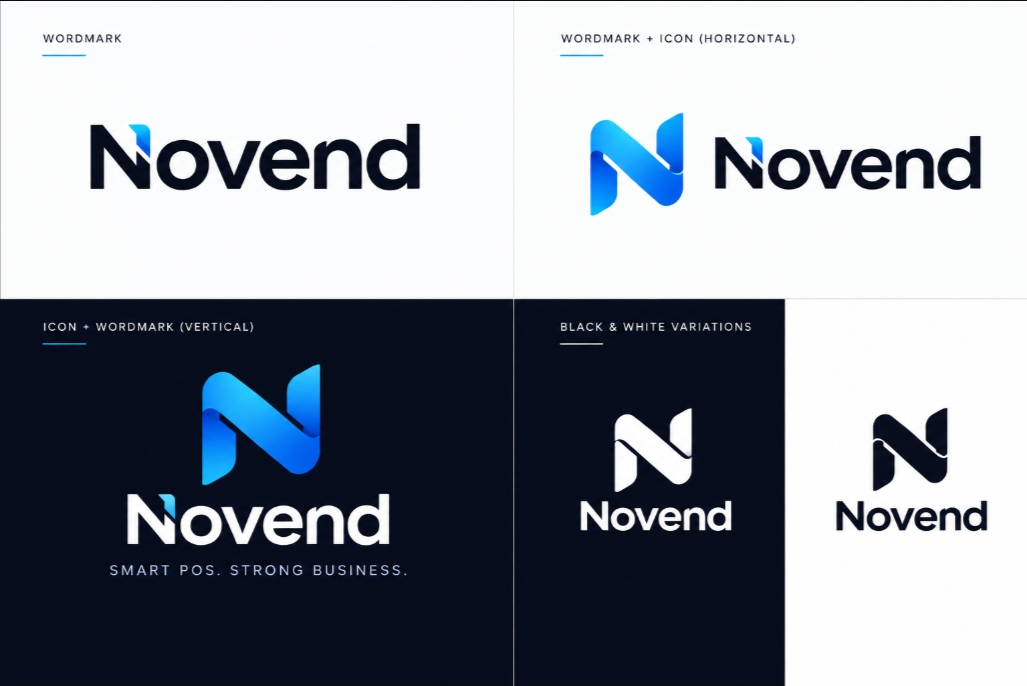 WORDMARK
Novend
WORDMARK + ICON (HORIZONTAL)
Novend
ICON + WORDMARK (VERTICAL)
Novend
SMART POS. STRONG BUSINESS.
BLACK & WHITE VARIATIONS
Novend
Novend